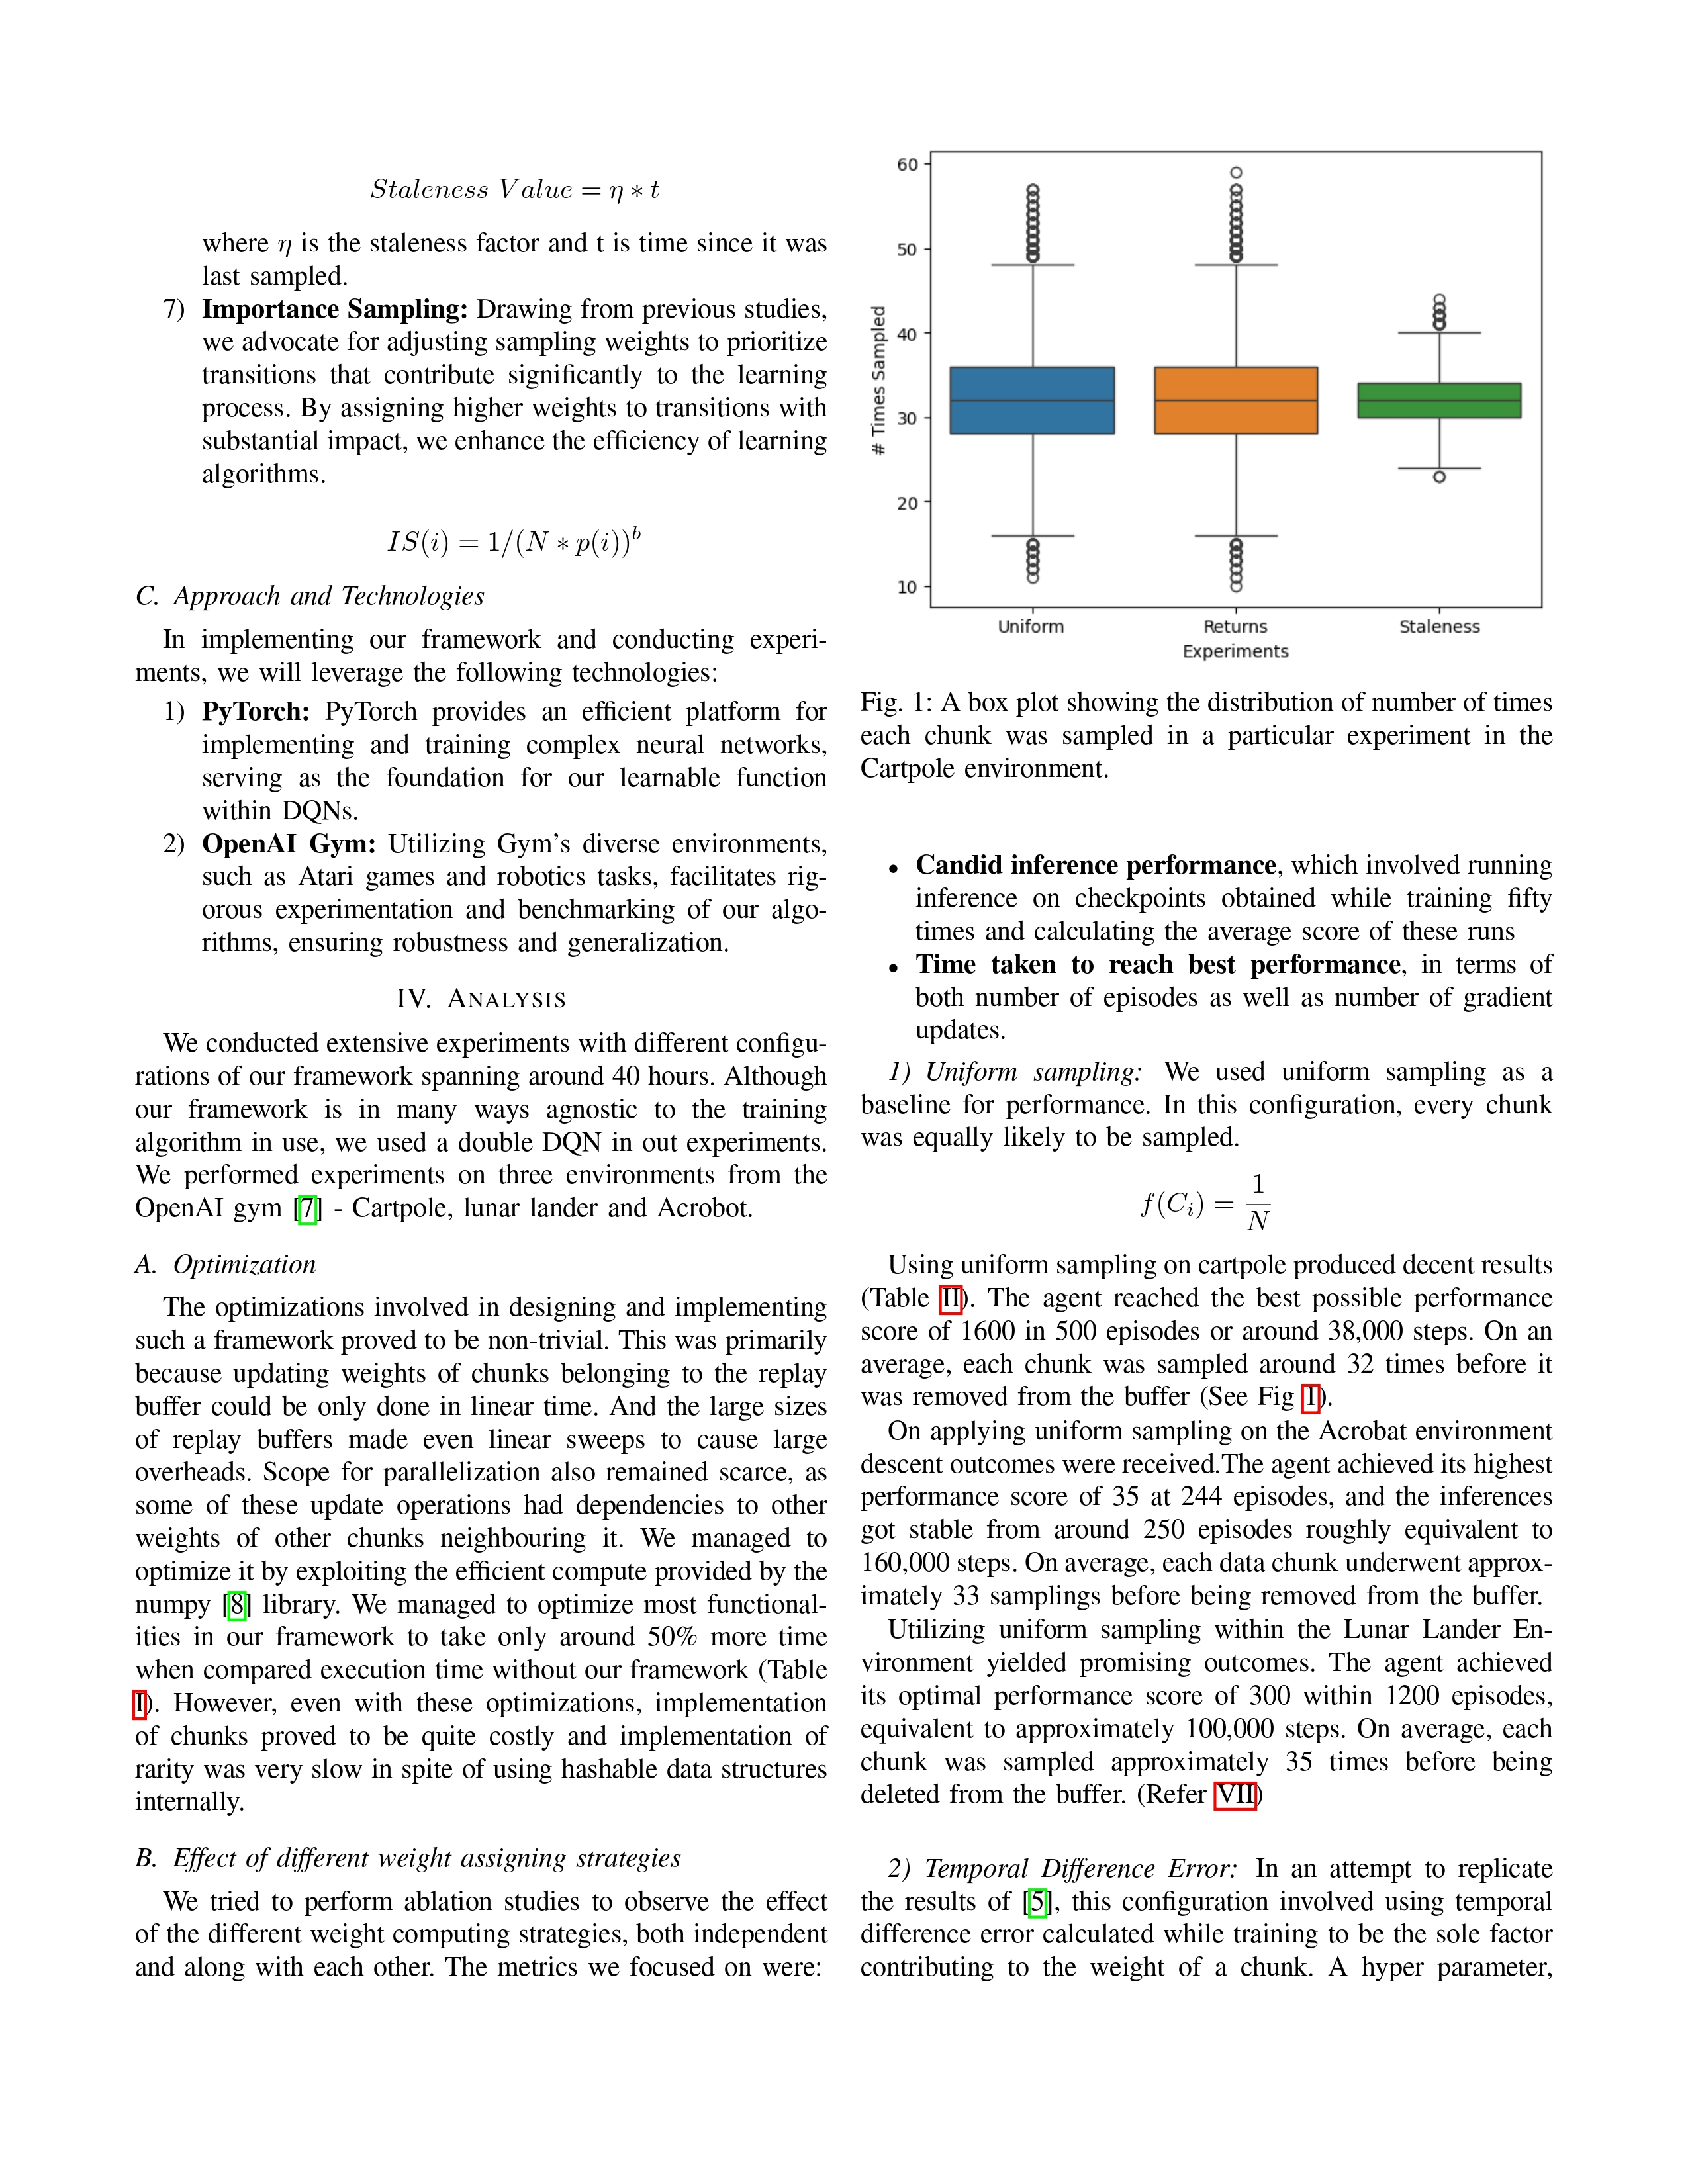 Staleness Value = η ∗ t
where η is the staleness factor and t is time since it was
last sampled.
7) Importance Sampling: Drawing from previous studies,
we advocate for adjusting sampling weights to prioritize
transitions that contribute significantly to the learning
process. By assigning higher weights to transitions with
substantial impact, we enhance the efficiency of learning
algorithms.
IS(i) = 1/(N ∗ p(i))^b
C. Approach and Technologies
In implementing our framework and conducting experi-
ments, we will leverage the following technologies:
1) PyTorch: PyTorch provides an efficient platform for
implementing and training complex neural networks,
serving as the foundation for our learnable function
within DQNs.
2) OpenAI Gym: Utilizing Gym's diverse environments,
such as Atari games and robotics tasks, facilitates rig-
orous experimentation and benchmarking of our algo-
rithms, ensuring robustness and generalization.
IV. ANALYSIS
We conducted extensive experiments with different configu-
rations of our framework spanning around 40 hours. Although
our framework is in many ways agnostic to the training
algorithm in use, we used a double DQN in out experiments.
We performed experiments on three environments from the
OpenAI gym [7] - Cartpole, lunar lander and Acrobot.
A. Optimization
The optimizations involved in designing and implementing
such a framework proved to be non-trivial. This was primarily
because updating weights of chunks belonging to the replay
buffer could be only done in linear time. And the large sizes
of replay buffers made even linear sweeps to cause large
overheads. Scope for parallelization also remained scarce, as
some of these update operations had dependencies to other
weights of other chunks neighbouring it. We managed to
optimize it by exploiting the efficient compute provided by the
numpy [8] library. We managed to optimize most functional-
ities in our framework to take only around 50% more time
when compared execution time without our framework (Table
I). However, even with these optimizations, implementation
of chunks proved to be quite costly and implementation of
rarity was very slow in spite of using hashable data structures
internally.
B. Effect of different weight assigning strategies
We tried to perform ablation studies to observe the effect
of the different weight computing strategies, both independent
and along with each other. The metrics we focused on were:
60
50
40
30
20
10
# Times Sampled
Uniform Returns Staleness
Experiments
Fig. 1: A box plot showing the distribution of number of times
each chunk was sampled in a particular experiment in the
Cartpole environment.
• Candid inference performance, which involved running
inference on checkpoints obtained while training fifty
times and calculating the average score of these runs
• Time taken to reach best performance, in terms of
both number of episodes as well as number of gradient
updates.
1) Uniform sampling: We used uniform sampling as a
baseline for performance. In this configuration, every chunk
was equally likely to be sampled.
f(C_i) = 1/N
Using uniform sampling on cartpole produced decent results
(Table II). The agent reached the best possible performance
score of 1600 in 500 episodes or around 38,000 steps. On an
average, each chunk was sampled around 32 times before it
was removed from the buffer (See Fig 1).
On applying uniform sampling on the Acrobat environment
descent outcomes were received.The agent achieved its highest
performance score of 35 at 244 episodes, and the inferences
got stable from around 250 episodes roughly equivalent to
160,000 steps. On average, each data chunk underwent approx-
imately 33 samplings before being removed from the buffer.
Utilizing uniform sampling within the Lunar Lander En-
vironment yielded promising outcomes. The agent achieved
its optimal performance score of 300 within 1200 episodes,
equivalent to approximately 100,000 steps. On average, each
chunk was sampled approximately 35 times before being
deleted from the buffer. (Refer VII)
2) Temporal Difference Error: In an attempt to replicate
the results of [5], this configuration involved using temporal
difference error calculated while training to be the sole factor
contributing to the weight of a chunk. A hyper parameter,